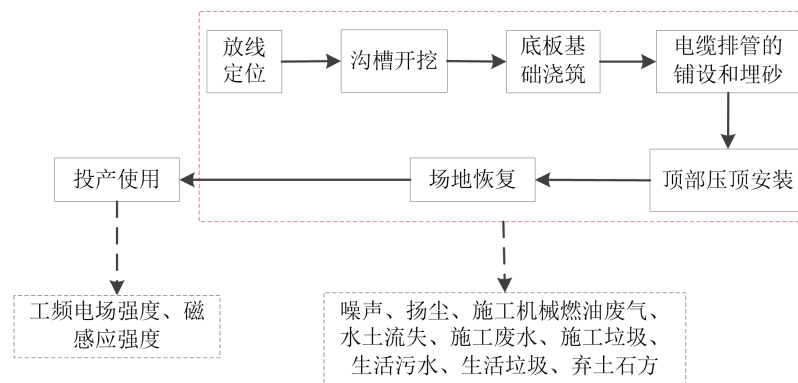 放线
定位
沟槽开挖
底板基
础浇筑
电缆排管的
铺设和埋砂
投产使用
场地恢复
顶部压顶安装
工频电场强度、磁
感应强度
噪声、扬尘、施工机械燃油废气、
水土流失、施工废水、施工垃圾、
生活污水、生活垃圾、弃土石方